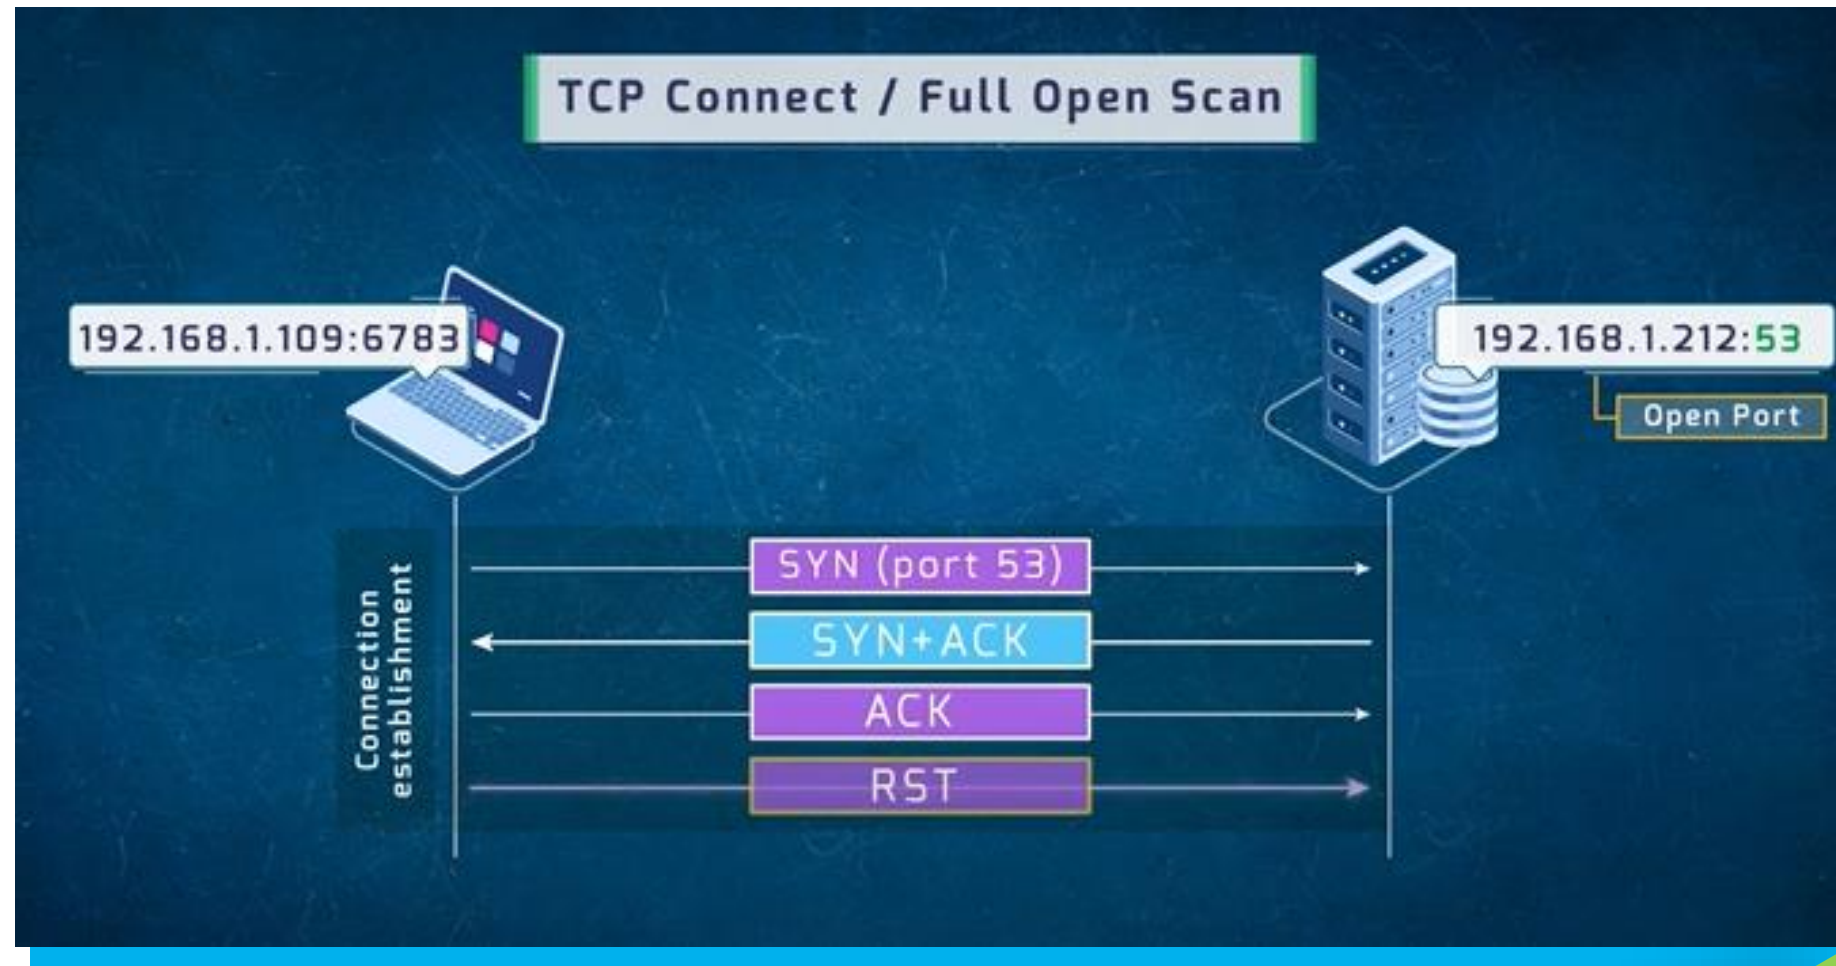 TCP Connect / Full Open Scan
192.168.1.109:6783
192.168.1.212:53
Open Port
Connection
establishment
SYN (port 53)
SYN+ACK
ACK
RST